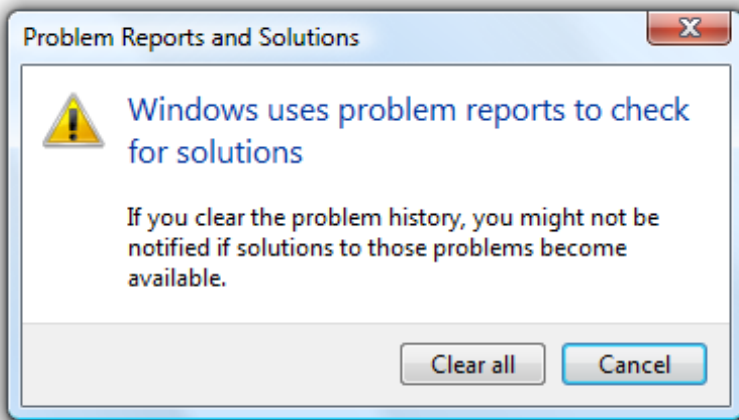 Problem Reports and Solutions
Windows uses problem reports to check
for solutions
If you clear the problem history, you might not be
notified if solutions to those problems become
available.
Clear all
Cancel